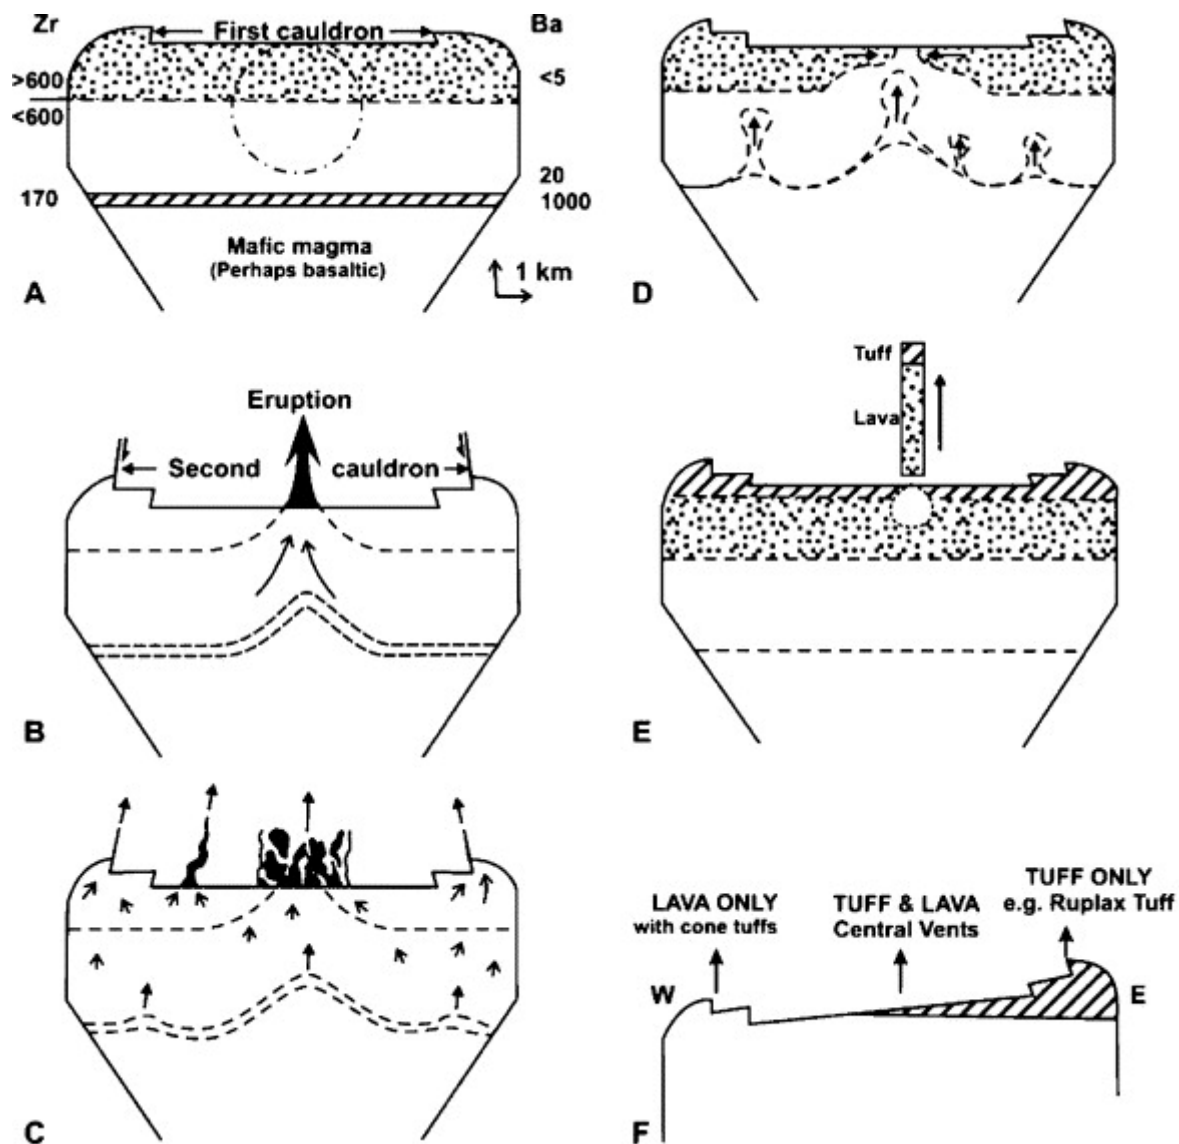 Zr
First cauldron
Ba
>600
<5
<600
20
170
1000
Mafic magma
(Perhaps basaltic)
1 km
A
Eruption
Second cauldron
B
C
D
Tuff
Lava
E
LAVA ONLY
with cone tuffs
TUFF & LAVA
Central Vents
TUFF ONLY
e.g. Ruplax Tuff
W
E
F